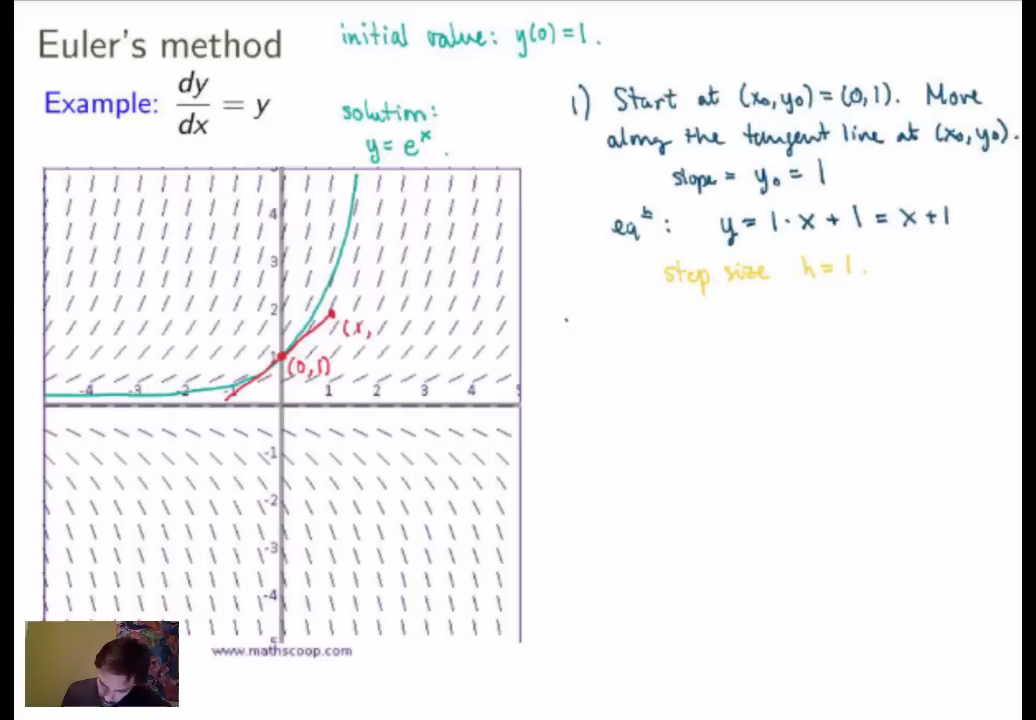 Euler's method
initial value: y(0)=1.
Example: dy/dx = y
solution:
y = e^x.
1) Start at (x₀,y₀)=(0,1). Move
along the tangent line at (x₀,y₀).
slope = y₀ = 1
eqⁿ: y = 1·x + 1 = x+1
step size h=1.
4
3
2
(x,
1
(0,1)
-4 -3 -2 -1 1 2 3 4 5
-1
-2
-3
-4
www.mathscoop.com